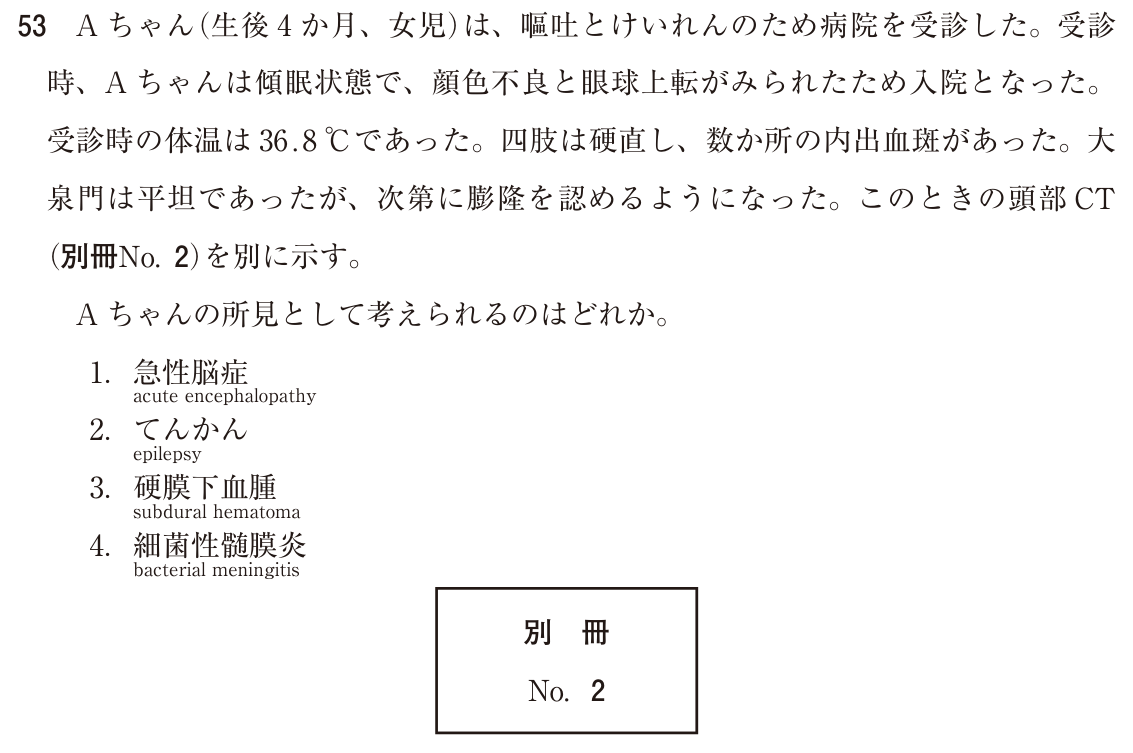 53 Aちゃん(生後4か月、女児)は、嘔吐とけいれんのため病院を受診した。受診
時、Aちゃんは傾眠状態で、顔色不良と眼球上転がみられたため入院となった。
受診時の体温は36.8℃であった。四肢は硬直し、数か所の内出血斑があった。大
泉門は平坦であったが、次第に膨隆を認めるようになった。このときの頭部CT
(別冊No. 2)を別に示す。
Aちゃんの所見として考えられるのはどれか。
1. 急性脳症
acute encephalopathy
2. てんかん
epilepsy
3. 硬膜下血腫
subdural hematoma
4. 細菌性髄膜炎
bacterial meningitis
別 冊
No. 2